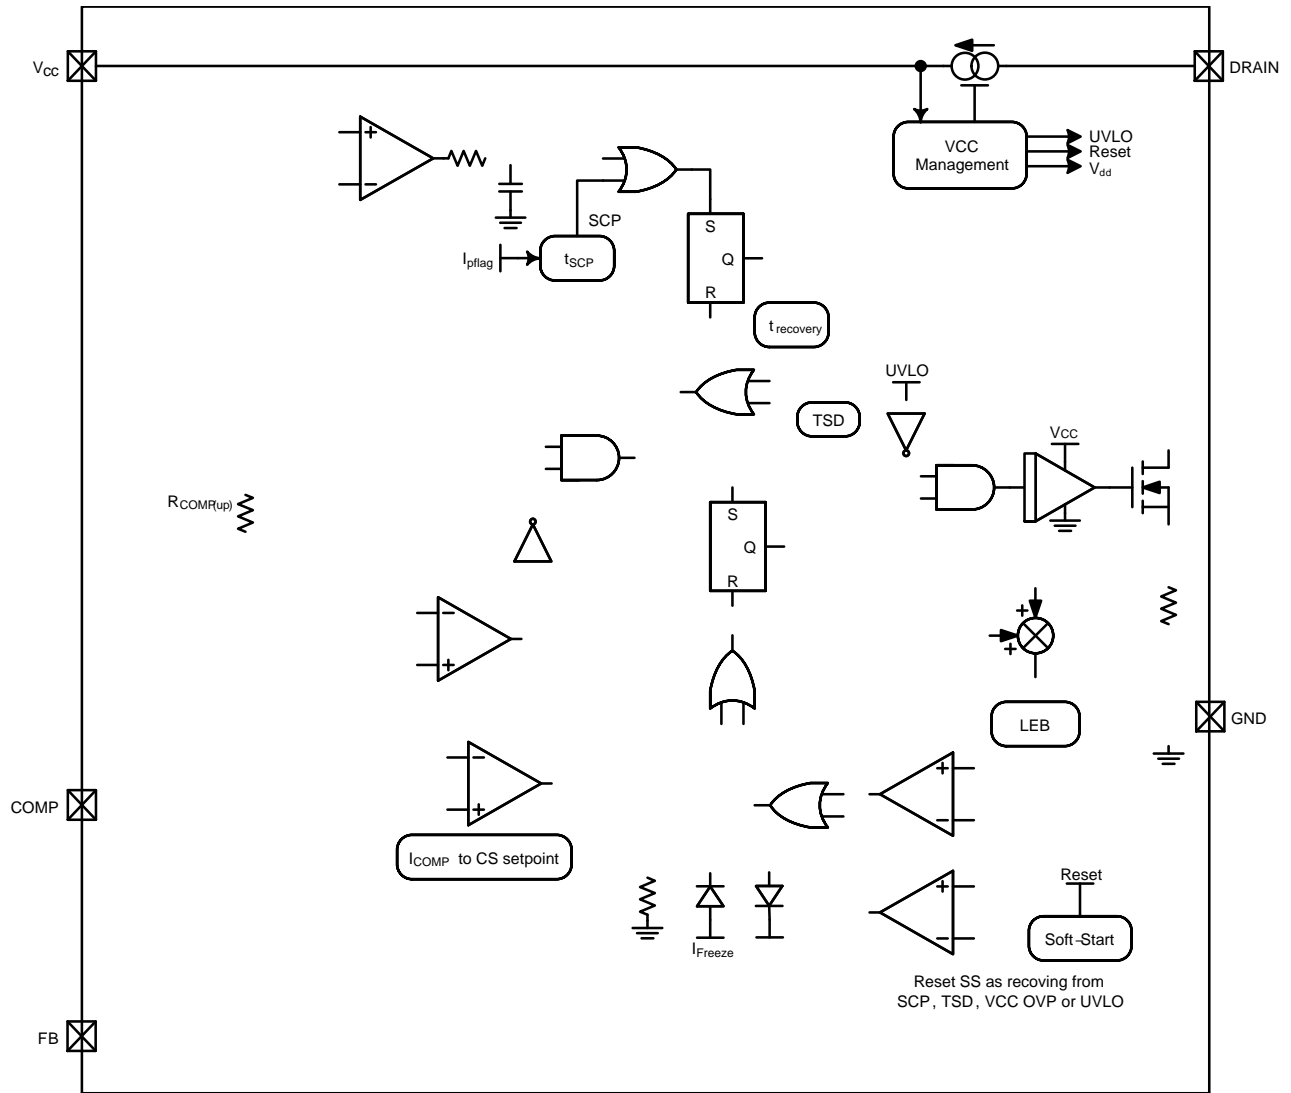 VCC
DRAIN
UVLO
Reset
Vdd
VCC
Management
+
−
SCP
S
Q
R
Ipflag
tSCP
trecovery
UVLO
TSD
VCC
RCOMP(up)
S
Q
R
−
+
+
+
LEB
GND
−
+
+
−
COMP
ICOMP to CS setpoint
Reset
+
−
Soft-Start
IFreeze
Reset SS as recoving from
SCP, TSD, VCC OVP or UVLO
FB